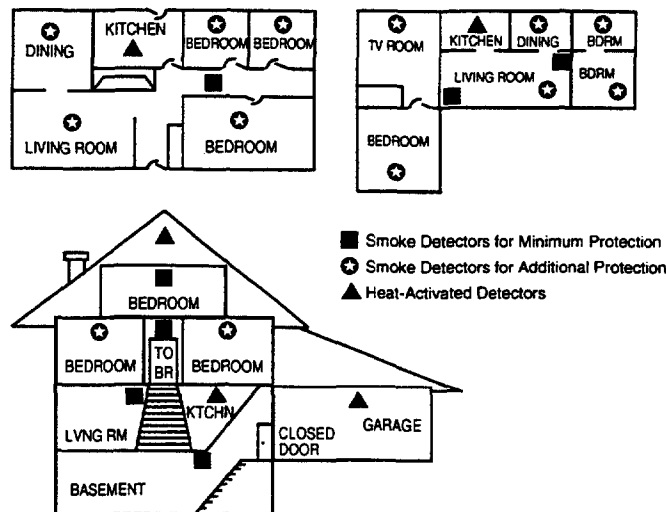 KITCHEN
DINING
BEDROOM
BEDROOM
LIVING ROOM
BEDROOM
TV ROOM
KITCHEN
DINING
BDRM
LIVING ROOM
BDRM
BEDROOM
Smoke Detectors for Minimum Protection
Smoke Detectors for Additional Protection
Heat-Activated Detectors
BEDROOM
BEDROOM
TO
BR
BEDROOM
LVNG RM
KTCHN
CLOSED
DOOR
GARAGE
BASEMENT